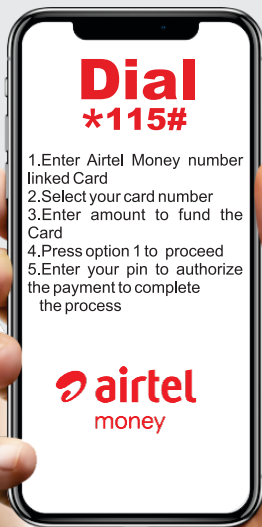 Dial
*115#
1.Enter Airtel Money number
linked Card
2.Select your card number
3.Enter amount to fund the
Card
4.Press option 1 to proceed
5.Enter your pin to authorize
the payment to complete
the process
airtel
money